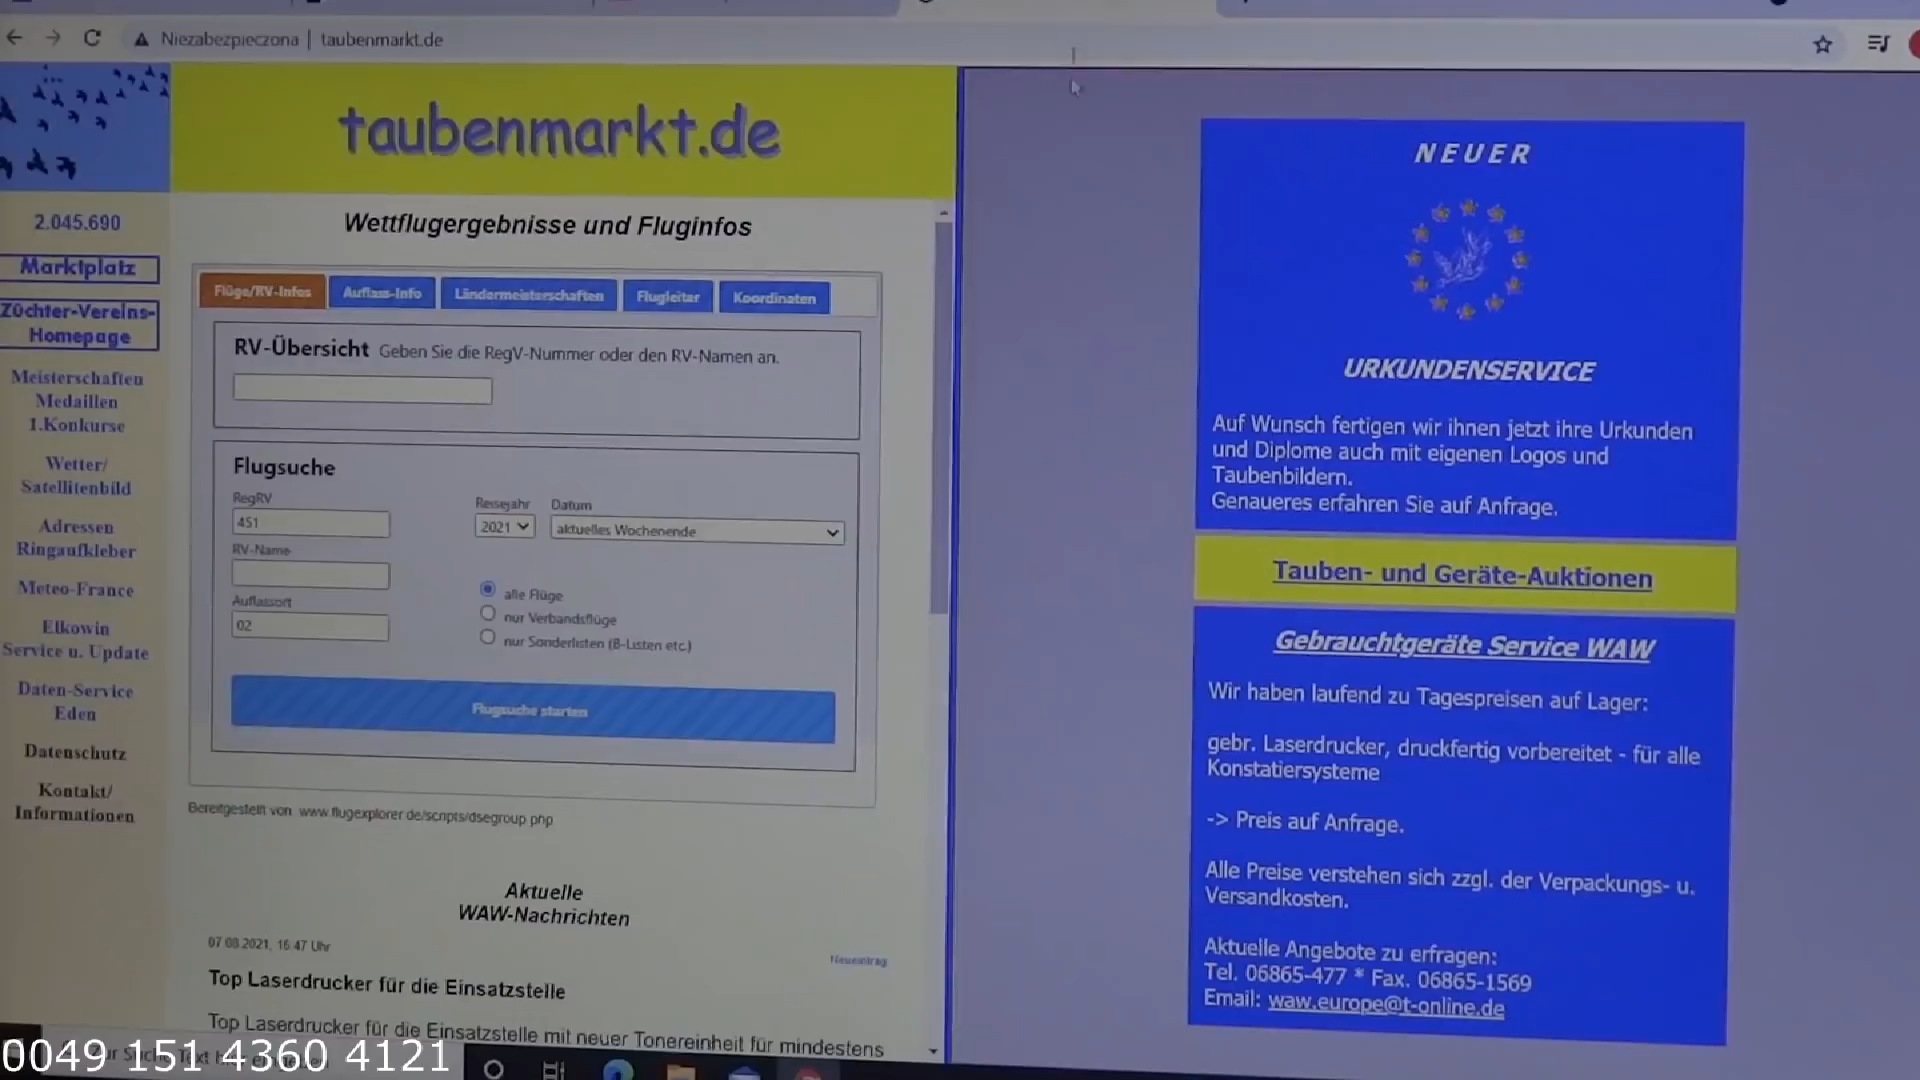 Niezabezpieczona | taubenmarkt.de
taubenmarkt.de
2.045.690
Marktplatz
Züchter-Vereins-
Homepage
Meisterschaften
Medaillen
1.Konkurse
Wetter/
Satellitenbild
Adressen
Ringaufkleber
Meteo-France
Elkowin
Service u. Update
Daten-Service
Eden
Datenschutz
Kontakt/
Informationen
Wettflugergebnisse und Fluginfos
Flüge/RV-Infos Auflass-Info Ländermeisterschaften Flugleiter Koordinaten
RV-Übersicht Geben Sie die RegV-Nummer oder den RV-Namen an.
Flugsuche
RegRV
451
RV-Name
Auflassort
02
Reisejahr Datum
2021 aktuelles Wochenende
alle Flüge
nur Verbandsflüge
nur Sonderlisten (B-Listen etc.)
Flugsuche starten
Bereitgestellt von www.flugexplorer.de/scripts/dsegroup.php
Aktuelle
WAW-Nachrichten
07.08.2021, 16:47 Uhr
Neueintrag
Top Laserdrucker für die Einsatzstelle
Top Laserdrucker für die Einsatzstelle mit neuer Tonereinheit für mindestens
NEUER
URKUNDENSERVICE
Auf Wunsch fertigen wir ihnen jetzt ihre Urkunden
und Diplome auch mit eigenen Logos und
Taubenbildern.
Genaueres erfahren Sie auf Anfrage.
Tauben- und Geräte-Auktionen
Gebrauchtgeräte Service WAW
Wir haben laufend zu Tagespreisen auf Lager:
gebr. Laserdrucker, druckfertig vorbereitet - für alle
Konstatiersysteme
-> Preis auf Anfrage.
Alle Preise verstehen sich zzgl. der Verpackungs- u.
Versandkosten.
Aktuelle Angebote zu erfragen:
Tel. 06865-477 * Fax. 06865-1569
Email: waw.europe@t-online.de
0049 151 4360 4121